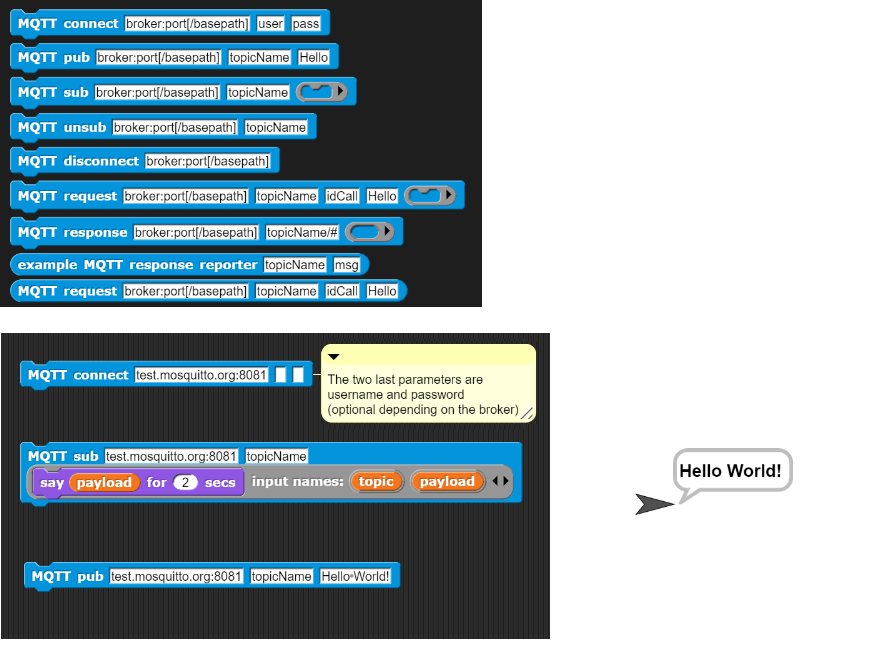 MQTT connect broker:port[/basepath] user pass
MQTT pub broker:port[/basepath] topicName Hello
MQTT sub broker:port[/basepath] topicName
MQTT unsub broker:port[/basepath] topicName
MQTT disconnect broker:port[/basepath]
MQTT request broker:port[/basepath] topicName idCall Hello
MQTT response broker:port[/basepath] topicName/#
example MQTT response reporter topicName msg
MQTT request broker:port[/basepath] topicName idCall Hello
MQTT connect test.mosquitto.org:8081
The two last parameters are
username and password
(optional depending on the broker)
MQTT sub test.mosquitto.org:8081 topicName
say payload for 2 secs input names: topic payload
Hello World!
MQTT pub test.mosquitto.org:8081 topicName Hello•World!